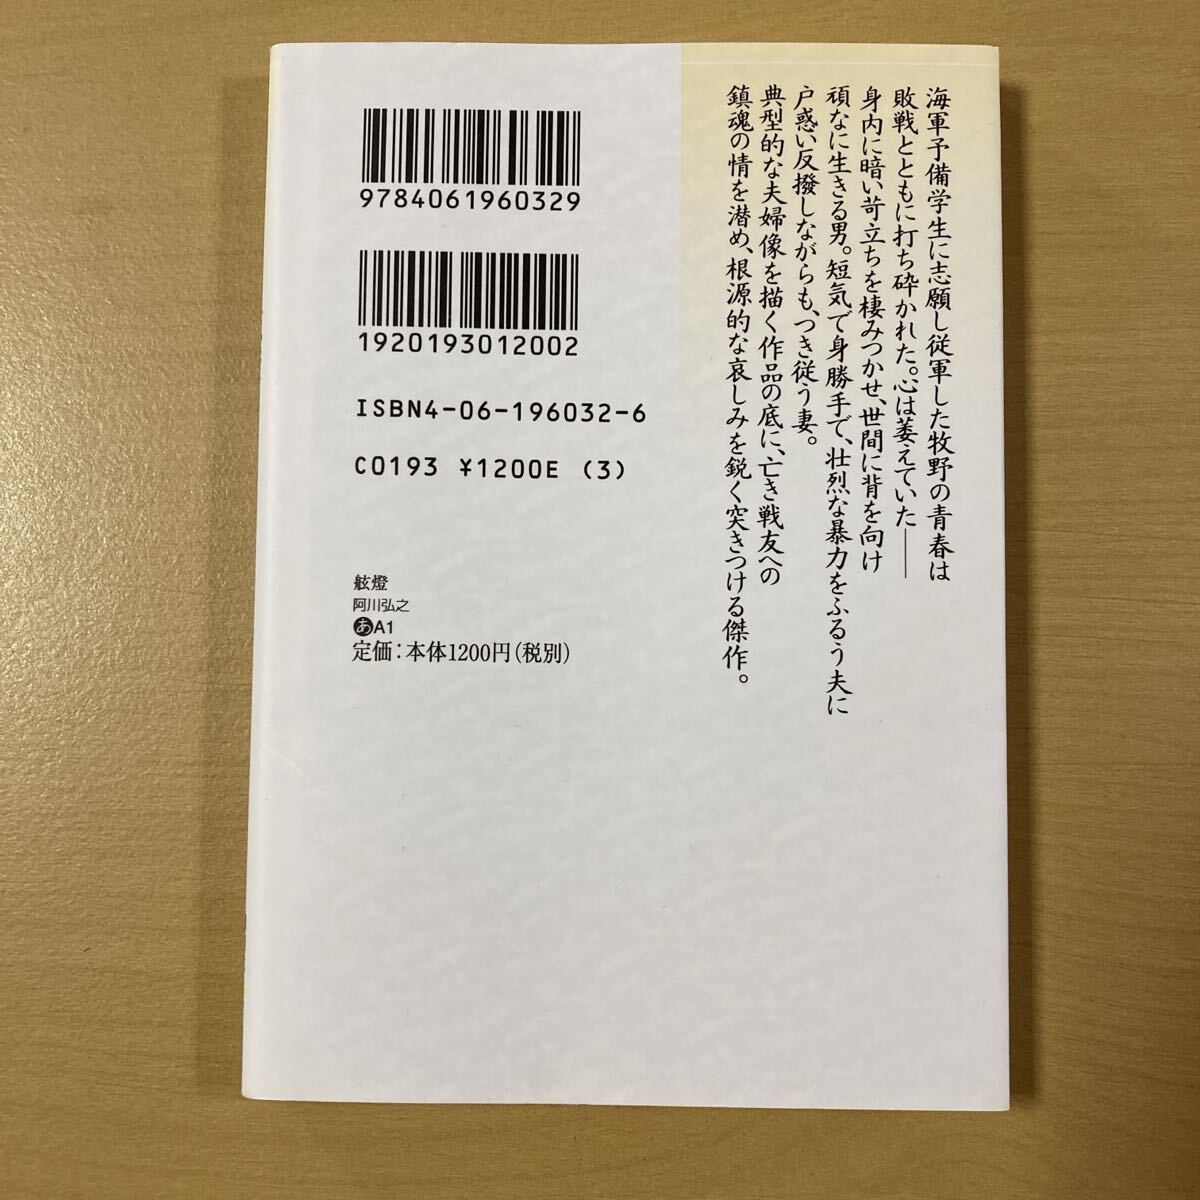 海軍予備学生に志願し従軍した牧野の青春は
敗戦とともに打ち砕かれた。心は萎えていた――
身内に暗い苛立ちを棲みつかせ、世間に背を向け
頑なに生きる男。短気で身勝手で、壮烈な暴力をふるう夫に
戸惑い反撥しながらも、つき従う妻。
典型的な夫婦像を描く作品の底に、亡き戦友への
鎮魂の情を潜め、根源的な哀しみを鋭く突きつける傑作。
9784061960329
1920193012002
ISBN4-06-196032-6
C0193 ¥1200E (3)
舷燈
阿川弘之
あA1
定価：本体1200円（税別）